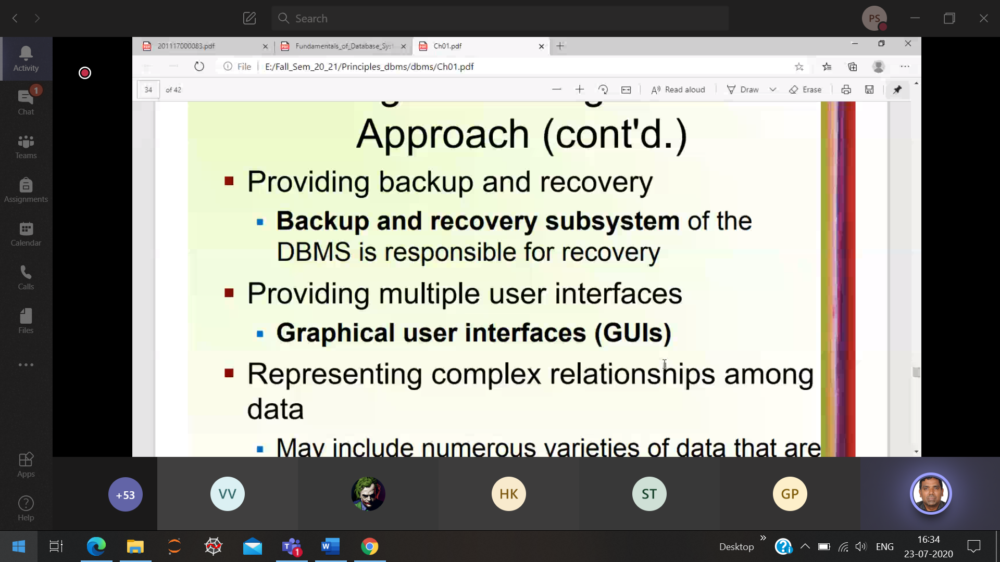 Search
PS
201117000083.pdf
Fundamentals_of_Database_Syst
Ch01.pdf
File
E:/Fall_Sem_20_21/Principles_dbms/dbms/Ch01.pdf
34 of 42
Read aloud
Draw
Erase
Activity
Chat
1
Teams
Assignments
Calendar
Calls
Files
Apps
Help
Approach (cont'd.)
Providing backup and recovery
Backup and recovery subsystem of the
DBMS is responsible for recovery
Providing multiple user interfaces
Graphical user interfaces (GUIs)
Representing complex relationships among
data
May include numerous varieties of data that are
+53
VV
HK
ST
GP
1
W
Desktop
ENG
16:34
23-07-2020